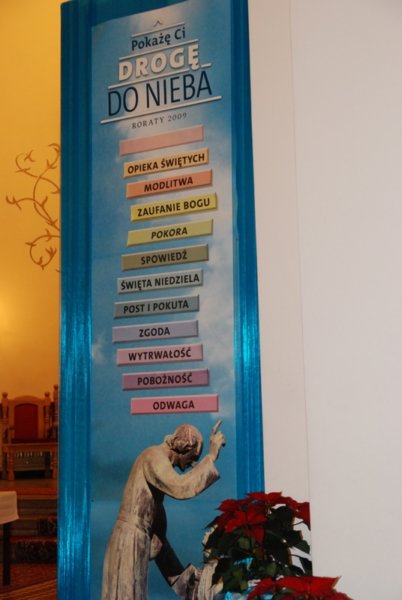 Pokażę Ci
DROGĘ
DO NIEBA
RORATY 2009
OPIEKA ŚWIĘTYCH
MODLITWA
ZAUFANIE BOGU
POKORA
SPOWIEDŹ
ŚWIĘTA NIEDZIELA
POST I POKUTA
ZGODA
WYTRWAŁOŚĆ
POBOŻNOŚĆ
ODWAGA